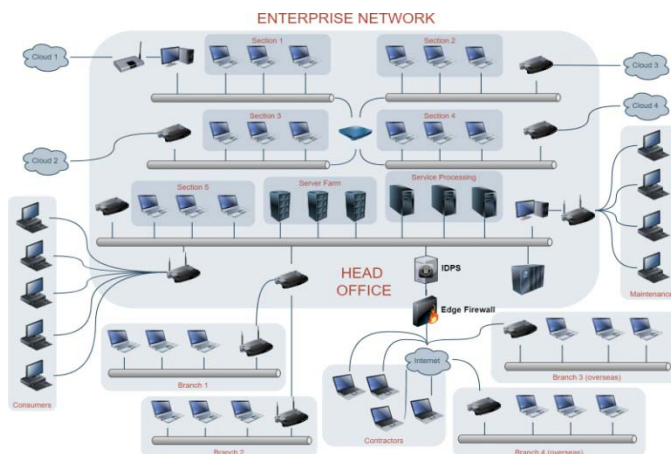 ENTERPRISE NETWORK
Section 1
Section 2
Cloud 1
Cloud 3
Section 3
Section 4
Cloud 4
Cloud 2
Section 5
Server Farm
Service Processing
IDPS
HEAD
OFFICE
Edge Firewall
Maintenance
Internet
Branch 1
Branch 3 (overseas)
Consumers
Branch 2
Contractors
Branch 4 (overseas)